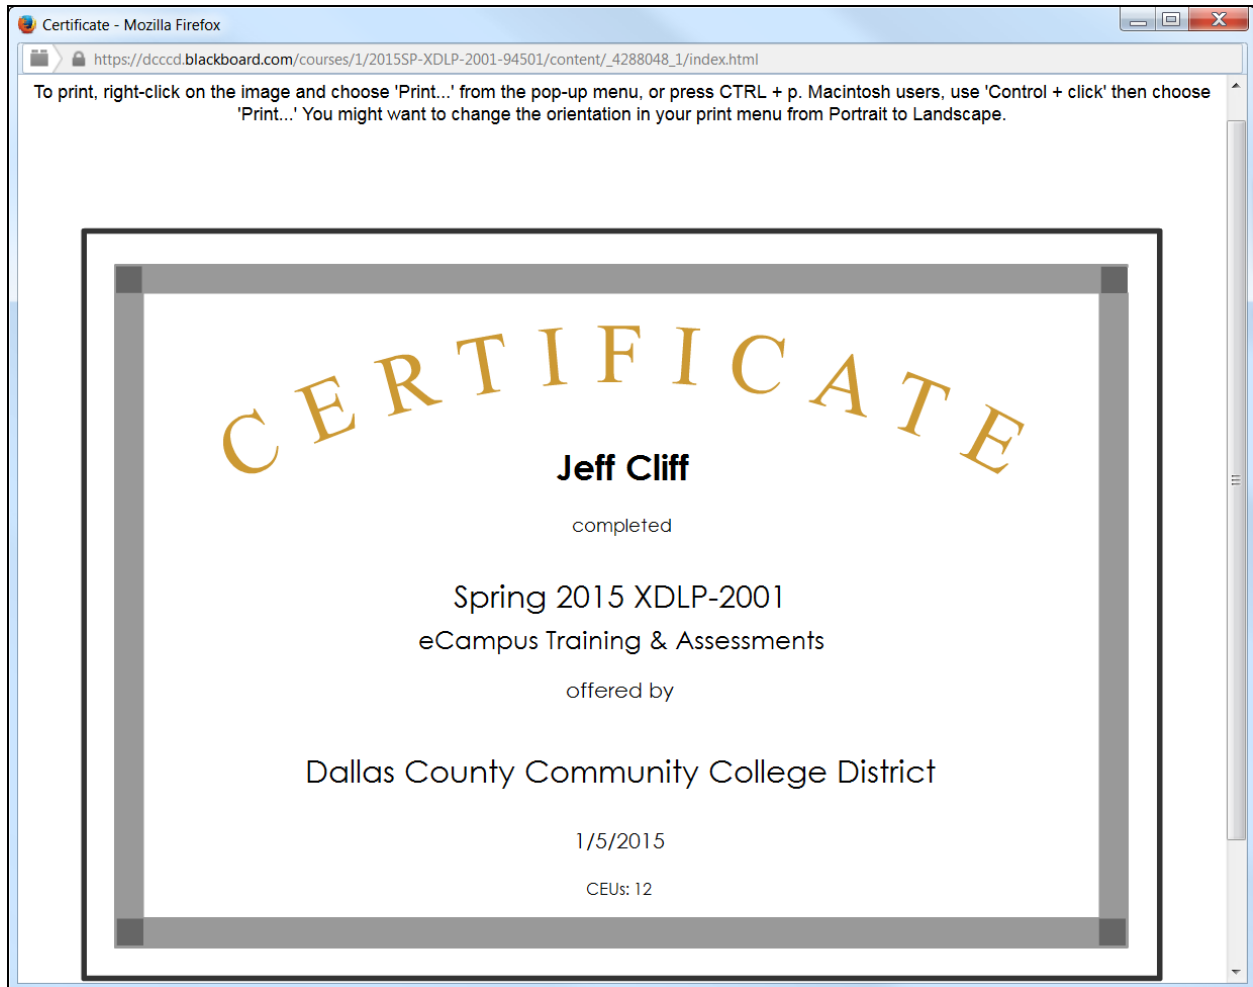 Certificate - Mozilla Firefox
https://dcccd.blackboard.com/courses/1/2015SP-XDLP-2001-94501/content/_4288048_1/index.html
To print, right-click on the image and choose 'Print...' from the pop-up menu, or press CTRL + p. Macintosh users, use 'Control + click' then choose
'Print...' You might want to change the orientation in your print menu from Portrait to Landscape.
CERTIFICATE
Jeff Cliff
completed
Spring 2015 XDLP-2001
eCampus Training & Assessments
offered by
Dallas County Community College District
1/5/2015
CEUs: 12